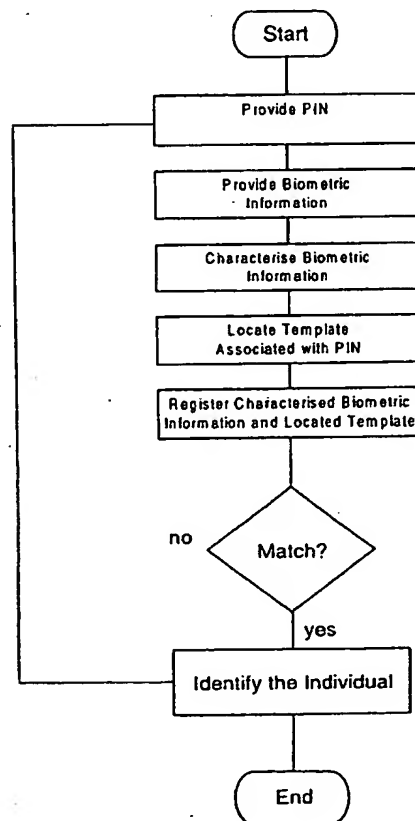 Start
Provide PIN
Provide Biometric
Information
Characterise Biometric
Information
Locate Template
Associated with PIN
Register Characterised Biometric
Information and Located Template
no
Match?
yes
Identify the Individual
End